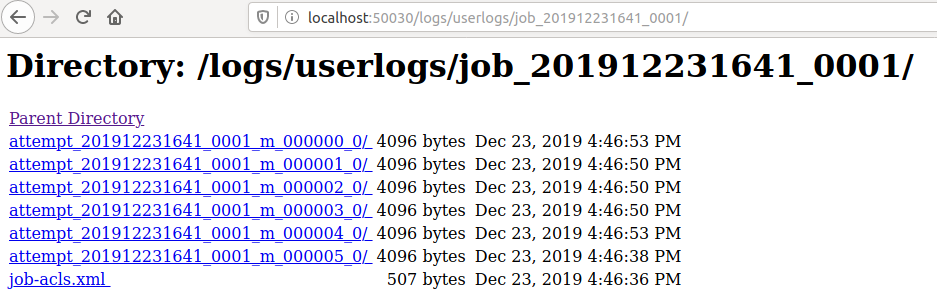 localhost:50030/logs/userlogs/job_201912231641_0001/
Directory: /logs/userlogs/job_201912231641_0001/
Parent Directory
attempt_201912231641_0001_m_000000_0/ 4096 bytes Dec 23, 2019 4:46:53 PM
attempt_201912231641_0001_m_000001_0/ 4096 bytes Dec 23, 2019 4:46:50 PM
attempt_201912231641_0001_m_000002_0/ 4096 bytes Dec 23, 2019 4:46:50 PM
attempt_201912231641_0001_m_000003_0/ 4096 bytes Dec 23, 2019 4:46:50 PM
attempt_201912231641_0001_m_000004_0/ 4096 bytes Dec 23, 2019 4:46:53 PM
attempt_201912231641_0001_m_000005_0/ 4096 bytes Dec 23, 2019 4:46:38 PM
job-acls.xml 507 bytes Dec 23, 2019 4:46:36 PM